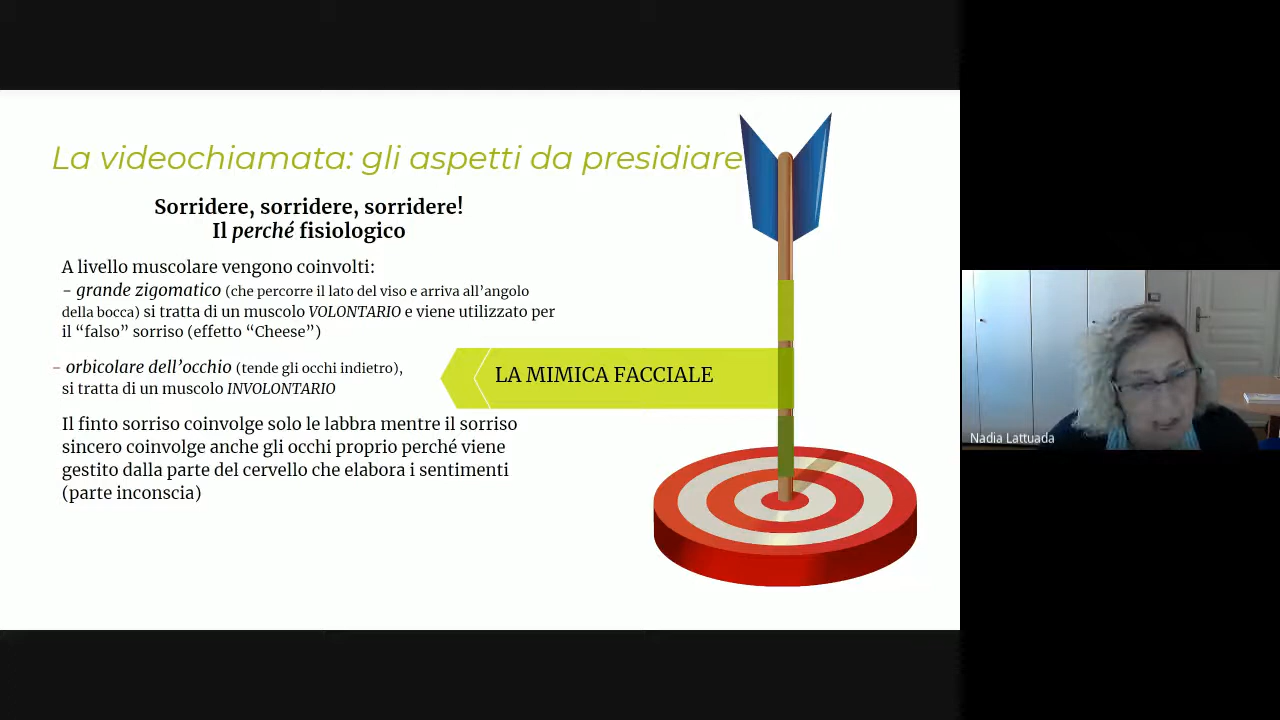 La videochiamata: gli aspetti da presidiare
Sorridere, sorridere, sorridere!
Il perché fisiologico
A livello muscolare vengono coinvolti:
- grande zigomatico (che percorre il lato del viso e arriva all'angolo
della bocca) si tratta di un muscolo VOLONTARIO e viene utilizzato per
il “falso” sorriso (effetto “Cheese”)
- orbicolare dell'occhio (tende gli occhi indietro),
si tratta di un muscolo INVOLONTARIO
LA MIMICA FACCIALE
Il finto sorriso coinvolge solo le labbra mentre il sorriso
sincero coinvolge anche gli occhi proprio perché viene
gestito dalla parte del cervello che elabora i sentimenti
(parte inconscia)
Nadia Lattuada